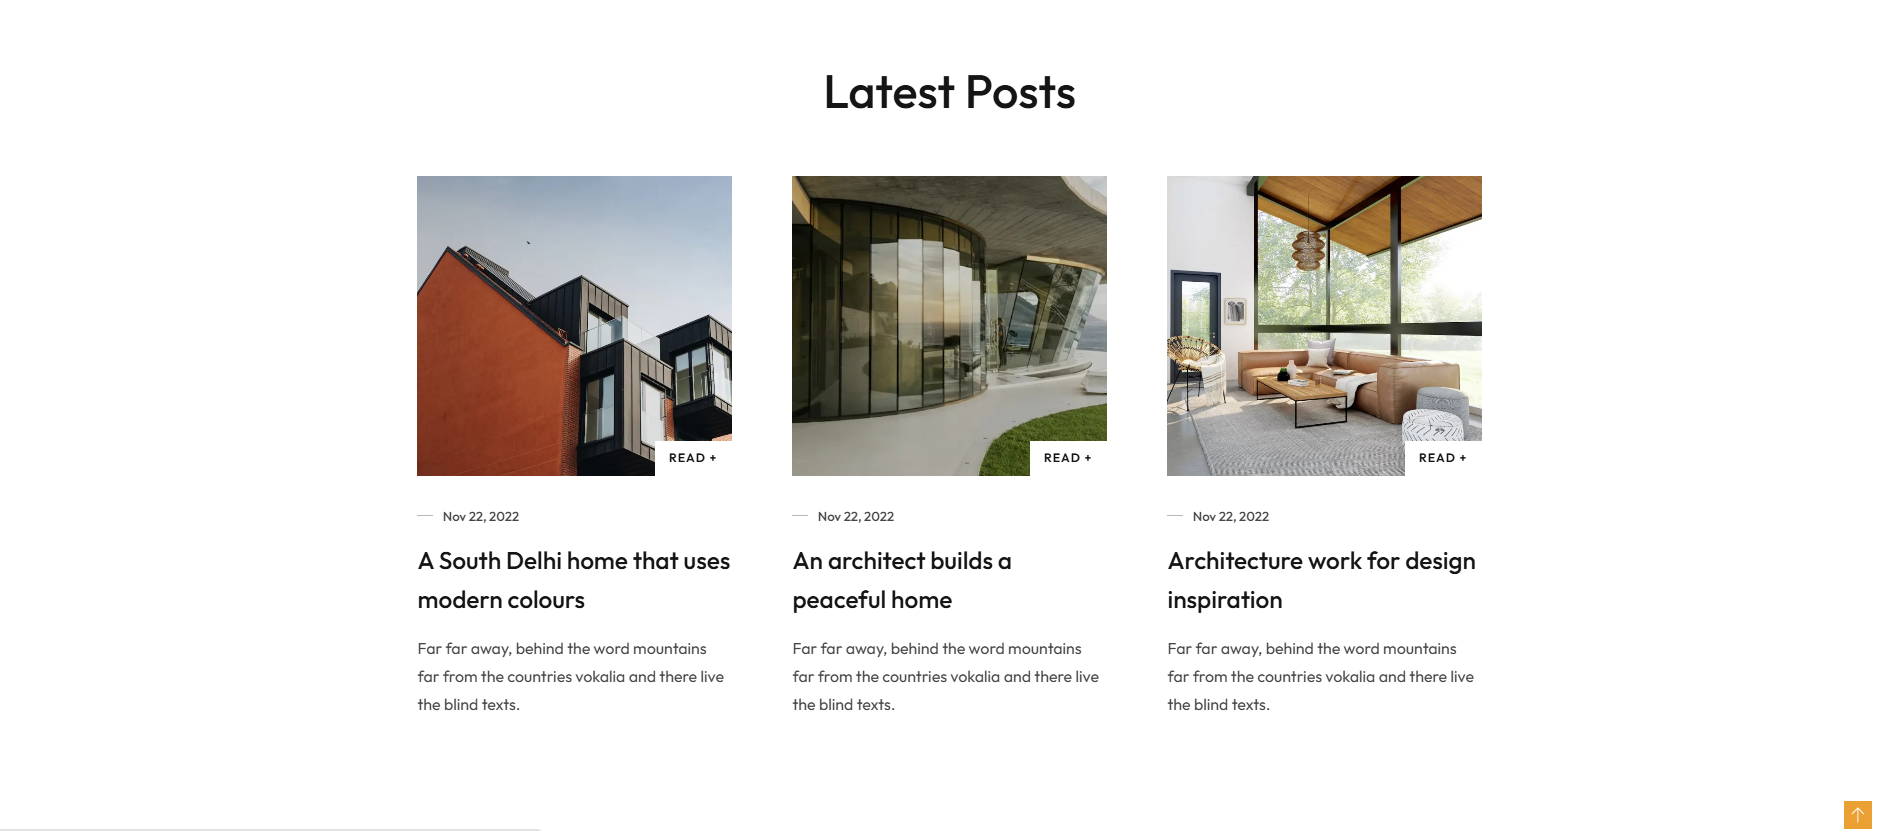 Latest Posts
READ +
READ +
READ +
Nov 22, 2022
A South Delhi home that uses
modern colours
Far far away, behind the word mountains
far from the countries vokalia and there live
the blind texts.
Nov 22, 2022
An architect builds a
peaceful home
Far far away, behind the word mountains
far from the countries vokalia and there live
the blind texts.
Nov 22, 2022
Architecture work for design
inspiration
Far far away, behind the word mountains
far from the countries vokalia and there live
the blind texts.